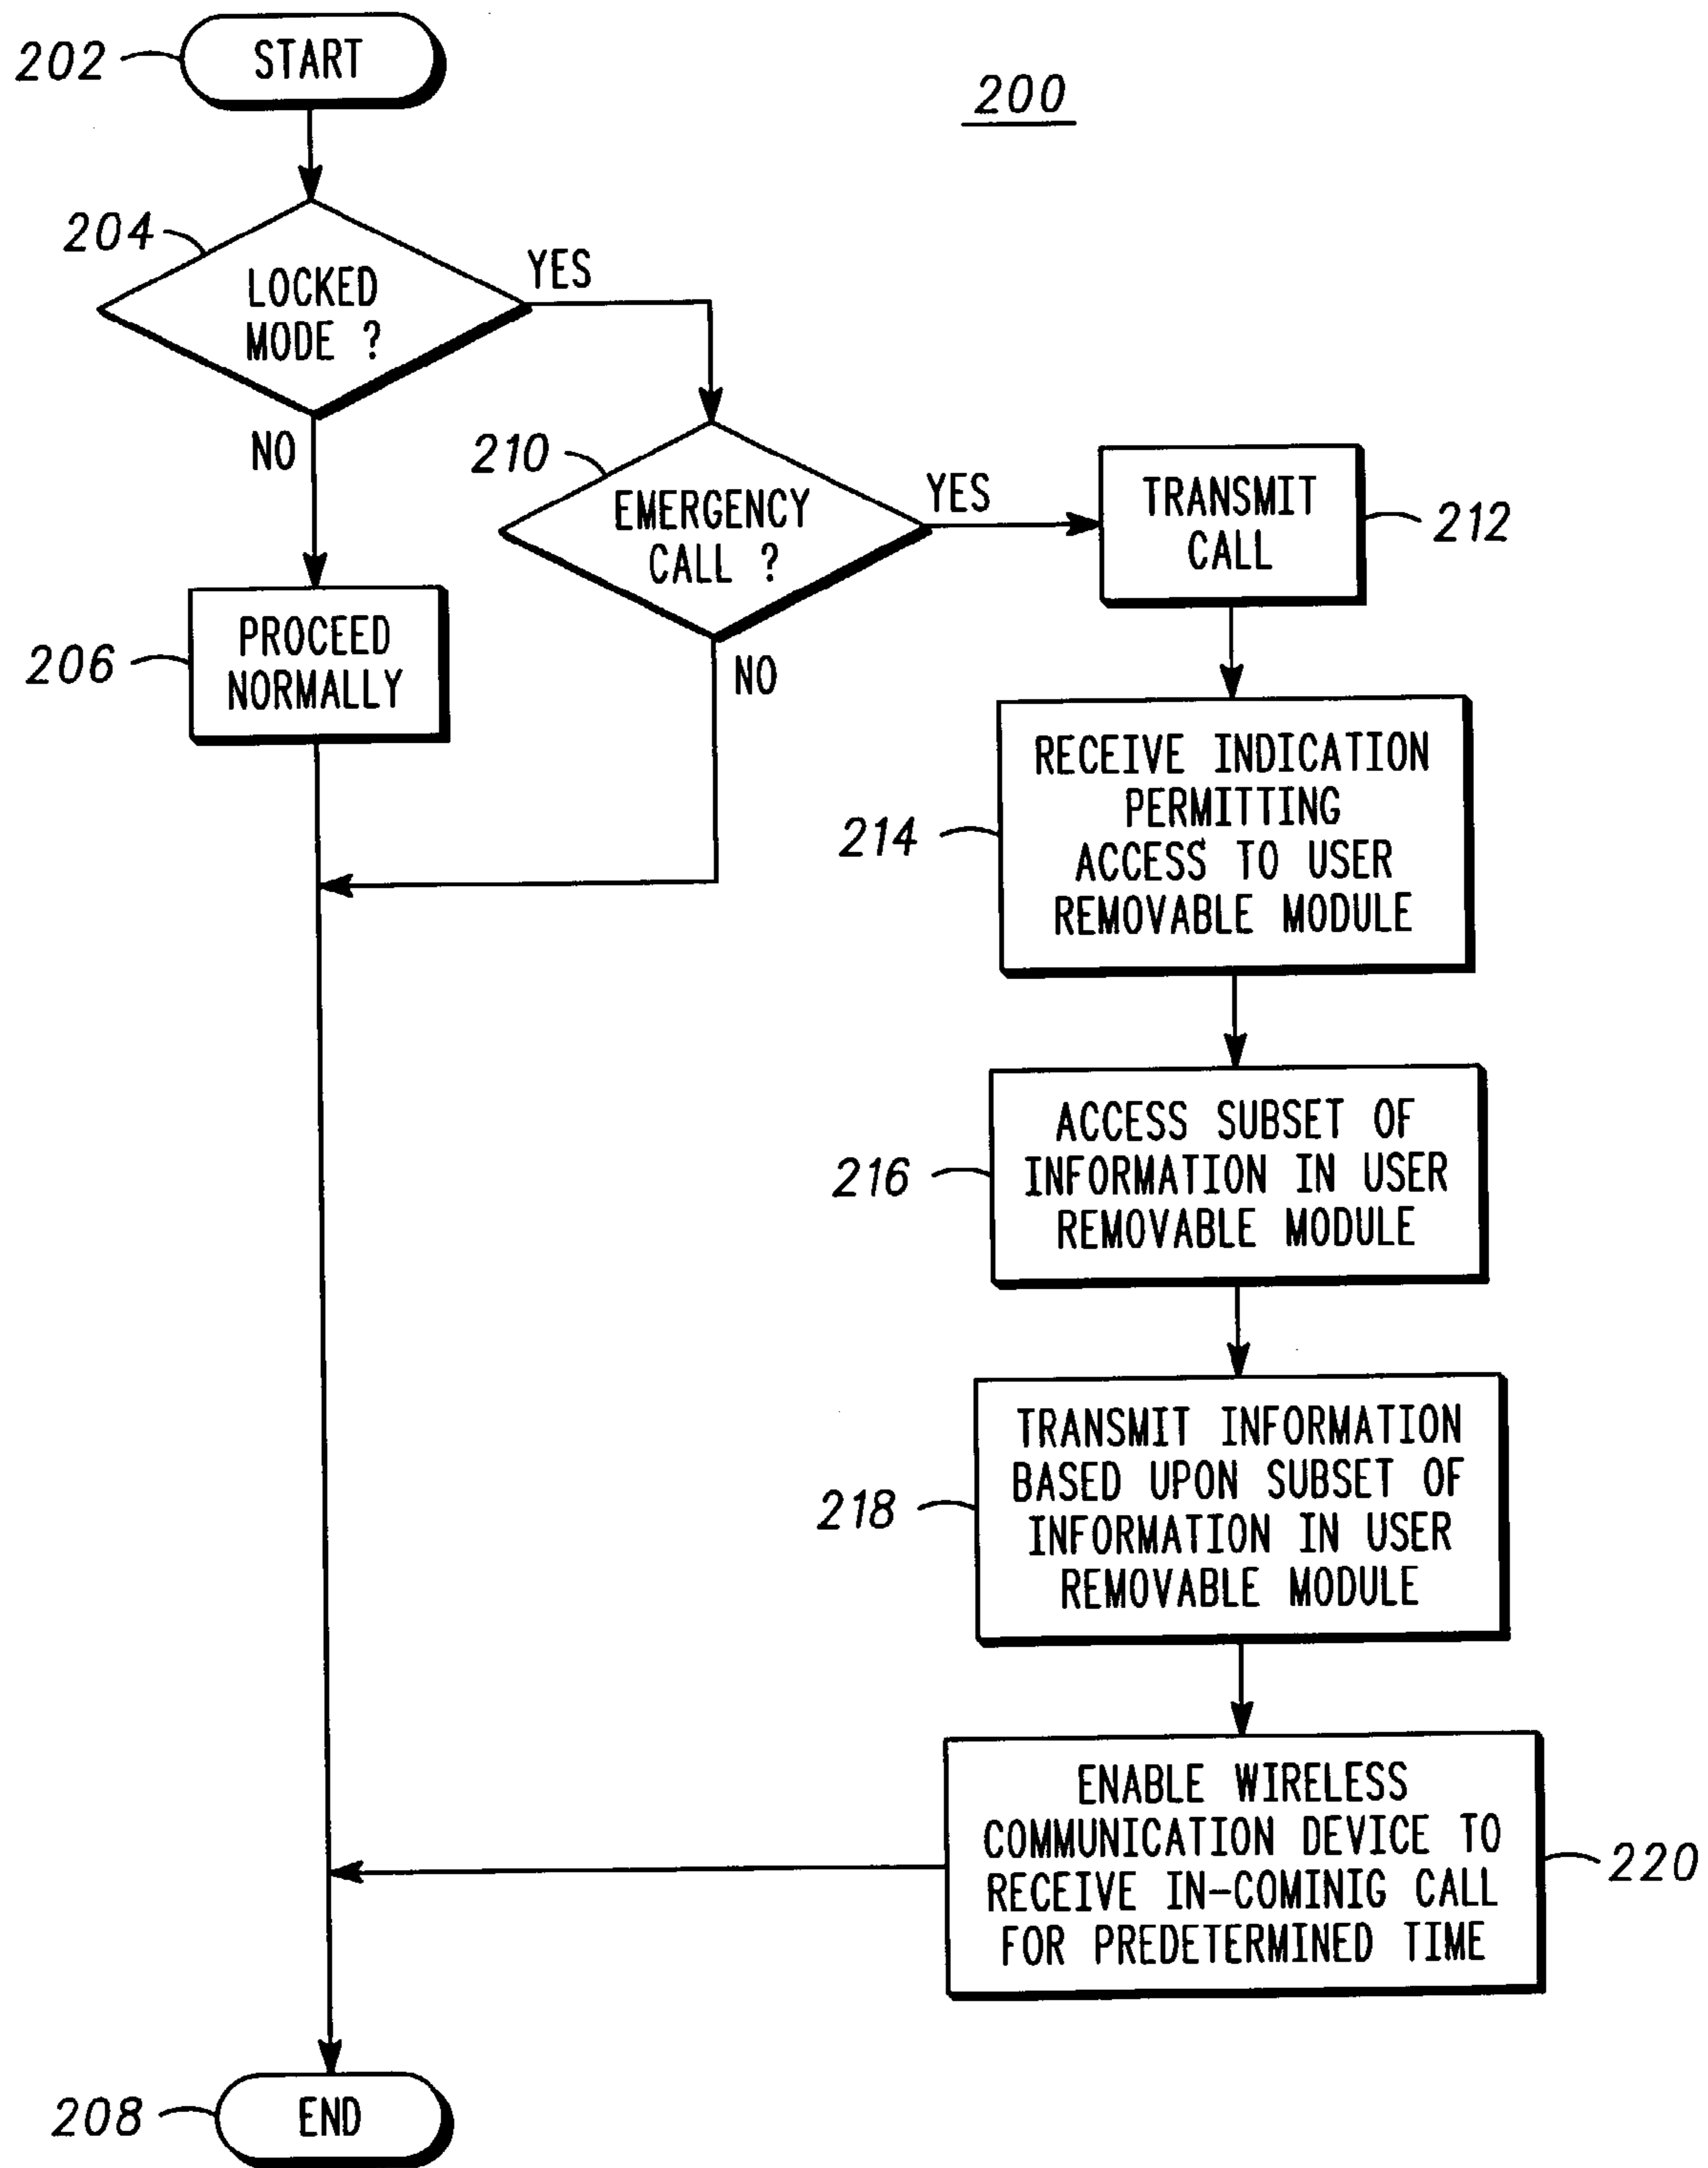 202
START
200
204
LOCKED
MODE ?
YES
NO
210
EMERGENCY
CALL ?
YES
NO
TRANSMIT
CALL
212
206
PROCEED
NORMALLY
214
RECEIVE INDICATION
PERMITTING
ACCESS TO USER
REMOVABLE MODULE
216
ACCESS SUBSET OF
INFORMATION IN USER
REMOVABLE MODULE
218
TRANSMIT INFORMATION
BASED UPON SUBSET OF
INFORMATION IN USER
REMOVABLE MODULE
ENABLE WIRELESS
COMMUNICATION DEVICE TO
RECEIVE IN-COMINIG CALL
FOR PREDETERMINED TIME
220
208
END